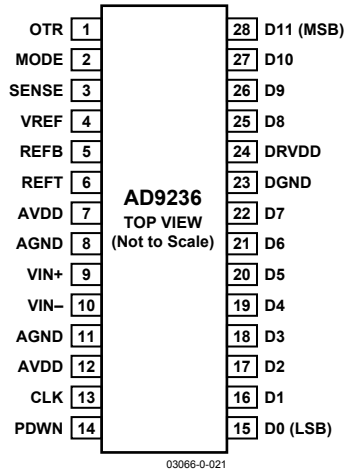 OTR 1 28 D11 (MSB)
MODE 2 27 D10
SENSE 3 26 D9
VREF 4 25 D8
REFB 5 24 DRVDD
REFT 6 23 DGND
AVDD 7 22 D7
AGND 8 21 D6
VIN+ 9 20 D5
VIN– 10 19 D4
AGND 11 18 D3
AVDD 12 17 D2
CLK 13 16 D1
PDWN 14 15 D0 (LSB)
AD9236
TOP VIEW
(Not to Scale)
03066-0-021